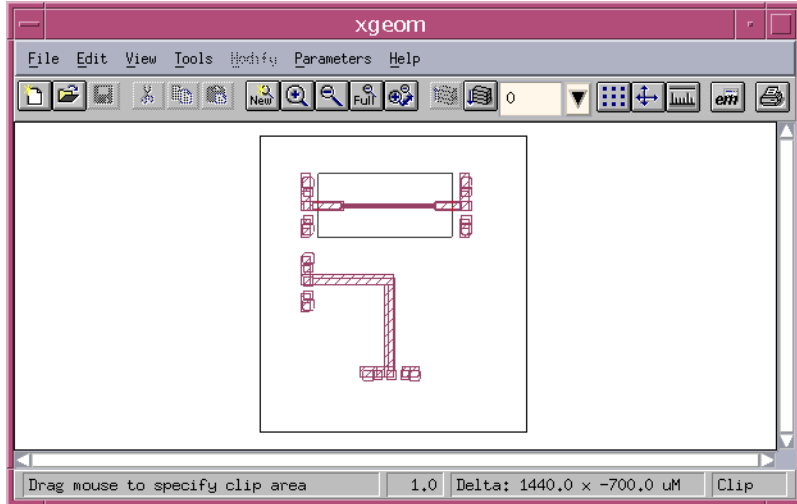 xgeom
File Edit View Tools Modify Parameters Help
New Full 0 em
Drag mouse to specify clip area 1.0 Delta: 1440.0 x -700.0 uM Clip